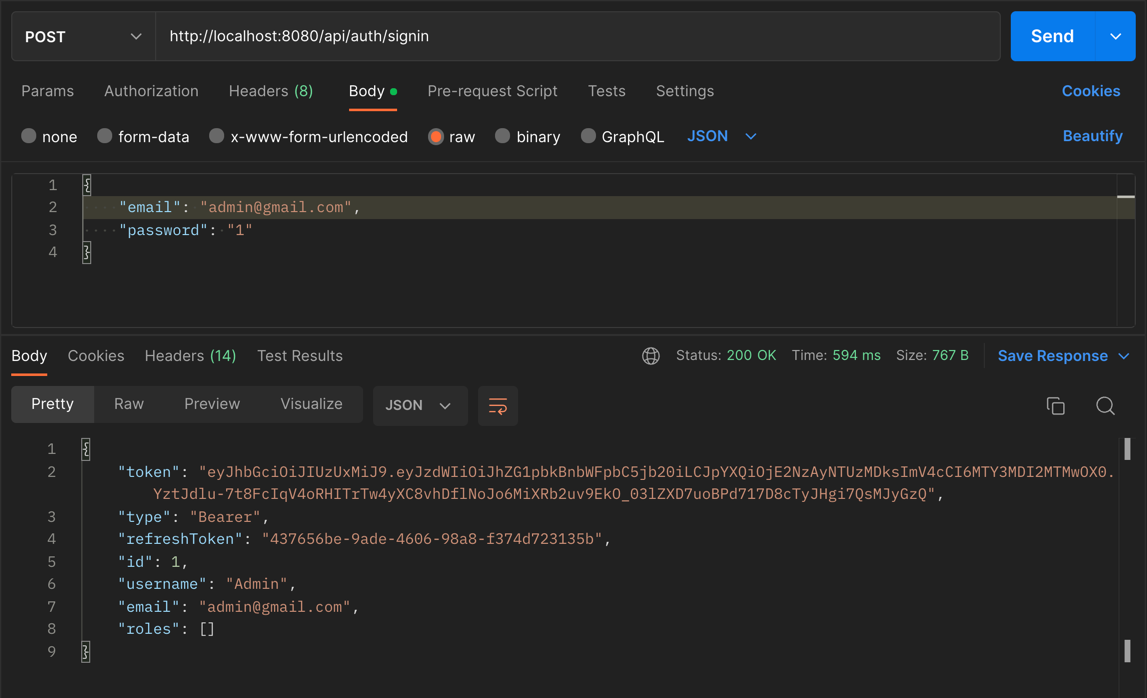 POST http://localhost:8080/api/auth/signin Send
Params Authorization Headers (8) Body Pre-request Script Tests Settings Cookies
none form-data x-www-form-urlencoded raw binary GraphQL JSON Beautify
1 {
2 "email": "admin@gmail.com",
3 "password": "1"
4 }
Body Cookies Headers (14) Test Results Status: 200 OK Time: 594 ms Size: 767 B Save Response
Pretty Raw Preview Visualize JSON
1 {
2 "token": "eyJhbGciOiJIUzUxMiJ9.eyJzdWIiOiJhZG1pbkBnbWFpbC5jb20iLCJpYXQiOjE2NzAyNTUzMDksImV4cCI6MTY3MDI2MTMwOX0.
YztJdlu-7t8FcIqV4oRHITrTw4yXC8vhDflNoJo6MiXRb2uv9EkO_03lZXD7uoBPd717D8cTyJHgi7QsMJyGzQ",
3 "type": "Bearer",
4 "refreshToken": "437656be-9ade-4606-98a8-f374d723135b",
5 "id": 1,
6 "username": "Admin",
7 "email": "admin@gmail.com",
8 "roles": []
9 }